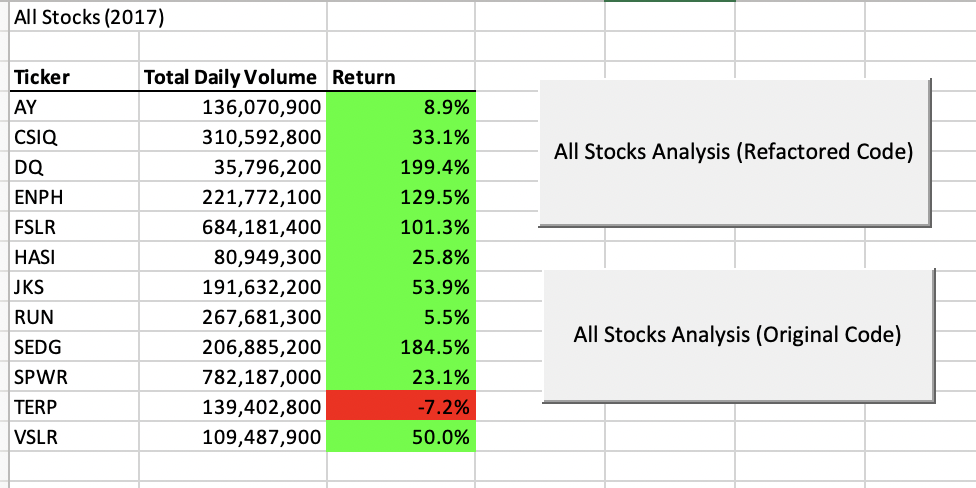 All Stocks (2017)
Ticker Total Daily Volume Return
AY 136,070,900 8.9%
CSIQ 310,592,800 33.1%
DQ 35,796,200 199.4%
ENPH 221,772,100 129.5%
FSLR 684,181,400 101.3%
HASI 80,949,300 25.8%
JKS 191,632,200 53.9%
RUN 267,681,300 5.5%
SEDG 206,885,200 184.5%
SPWR 782,187,000 23.1%
TERP 139,402,800 -7.2%
VSLR 109,487,900 50.0%
All Stocks Analysis (Refactored Code)
All Stocks Analysis (Original Code)